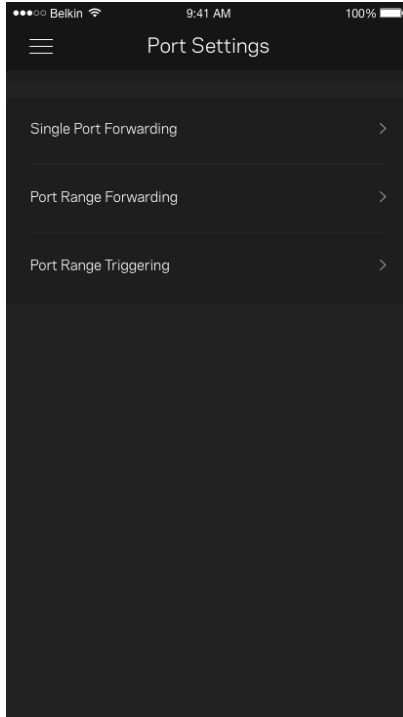 Belkin 9:41 AM 100%
Port Settings
Single Port Forwarding
Port Range Forwarding
Port Range Triggering